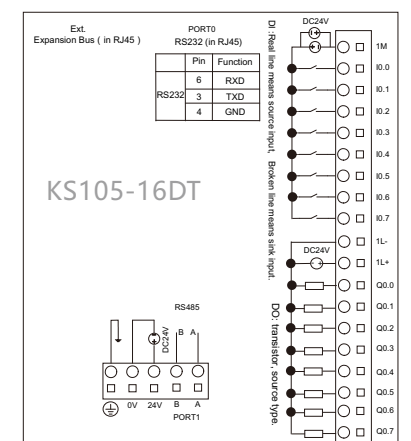 Ext.
Expansion Bus ( in RJ45)
PORT0
RS232 (in RJ45)
Pin Function
RS232
6 RXD
3 TXD
4 GND
KS105-16DT
DI :Real line means source input, Broken line means sink input.
DO: transistor, source type.
DC24V
1M
I0.0
I0.1
I0.2
I0.3
I0.4
I0.5
I0.6
I0.7
1L-
DC24V
1L+
Q0.0
Q0.1
Q0.2
Q0.3
Q0.4
Q0.5
Q0.6
Q0.7
RS485
DC24V
B A
0V 24V B A
PORT1